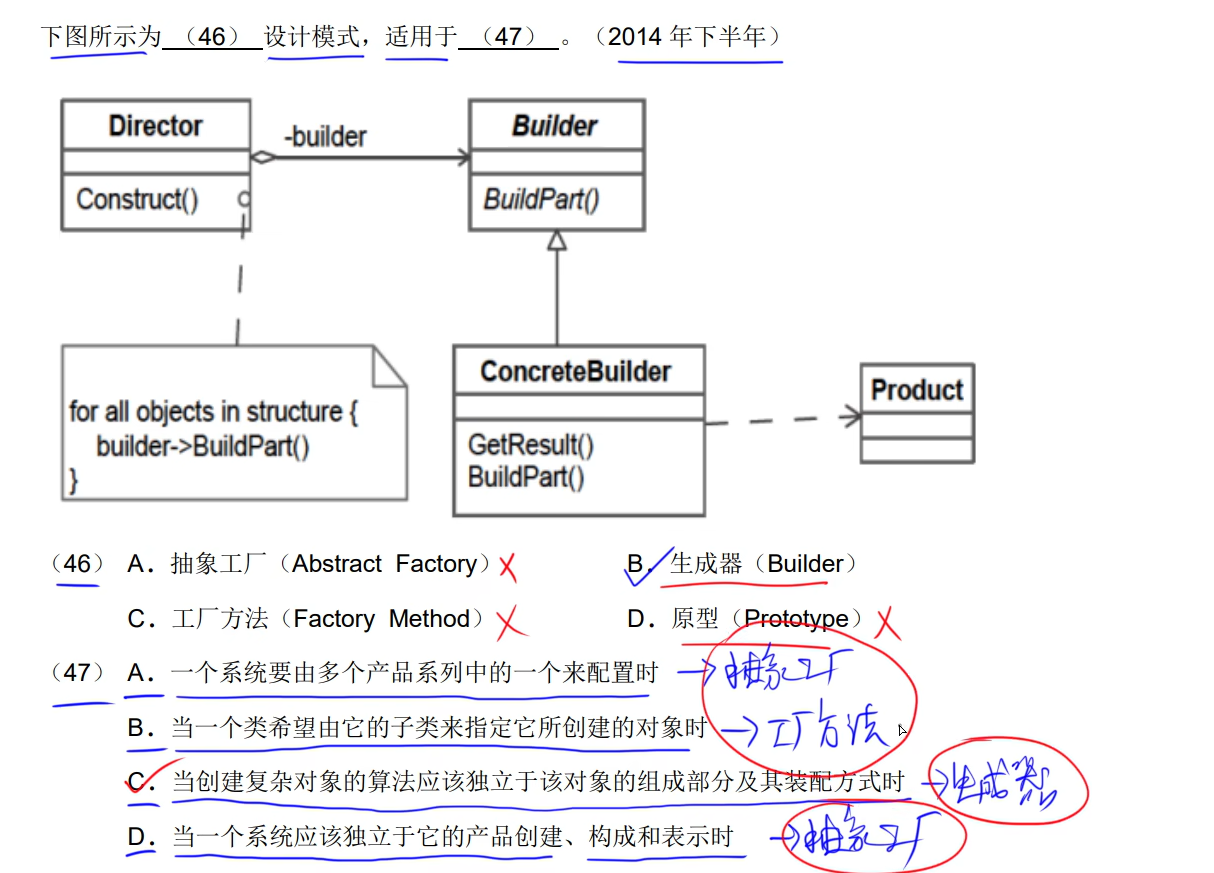 下图所示为 （46） 设计模式，适用于 （47） 。（2014 年下半年）
Director
-builder
Builder
Construct()
BuildPart()
for all objects in structure {
builder->BuildPart()
}
ConcreteBuilder
GetResult()
BuildPart()
Product
（46） A．抽象工厂（Abstract Factory） B．生成器（Builder）
C．工厂方法（Factory Method） D．原型（Prototype）
（47） A．一个系统要由多个产品系列中的一个来配置时 →抽象工厂
B．当一个类希望由它的子类来指定它所创建的对象时 →工厂方法
C．当创建复杂对象的算法应该独立于该对象的组成部分及其装配方式时 →生成器
D．当一个系统应该独立于它的产品创建、构成和表示时 →抽象工厂